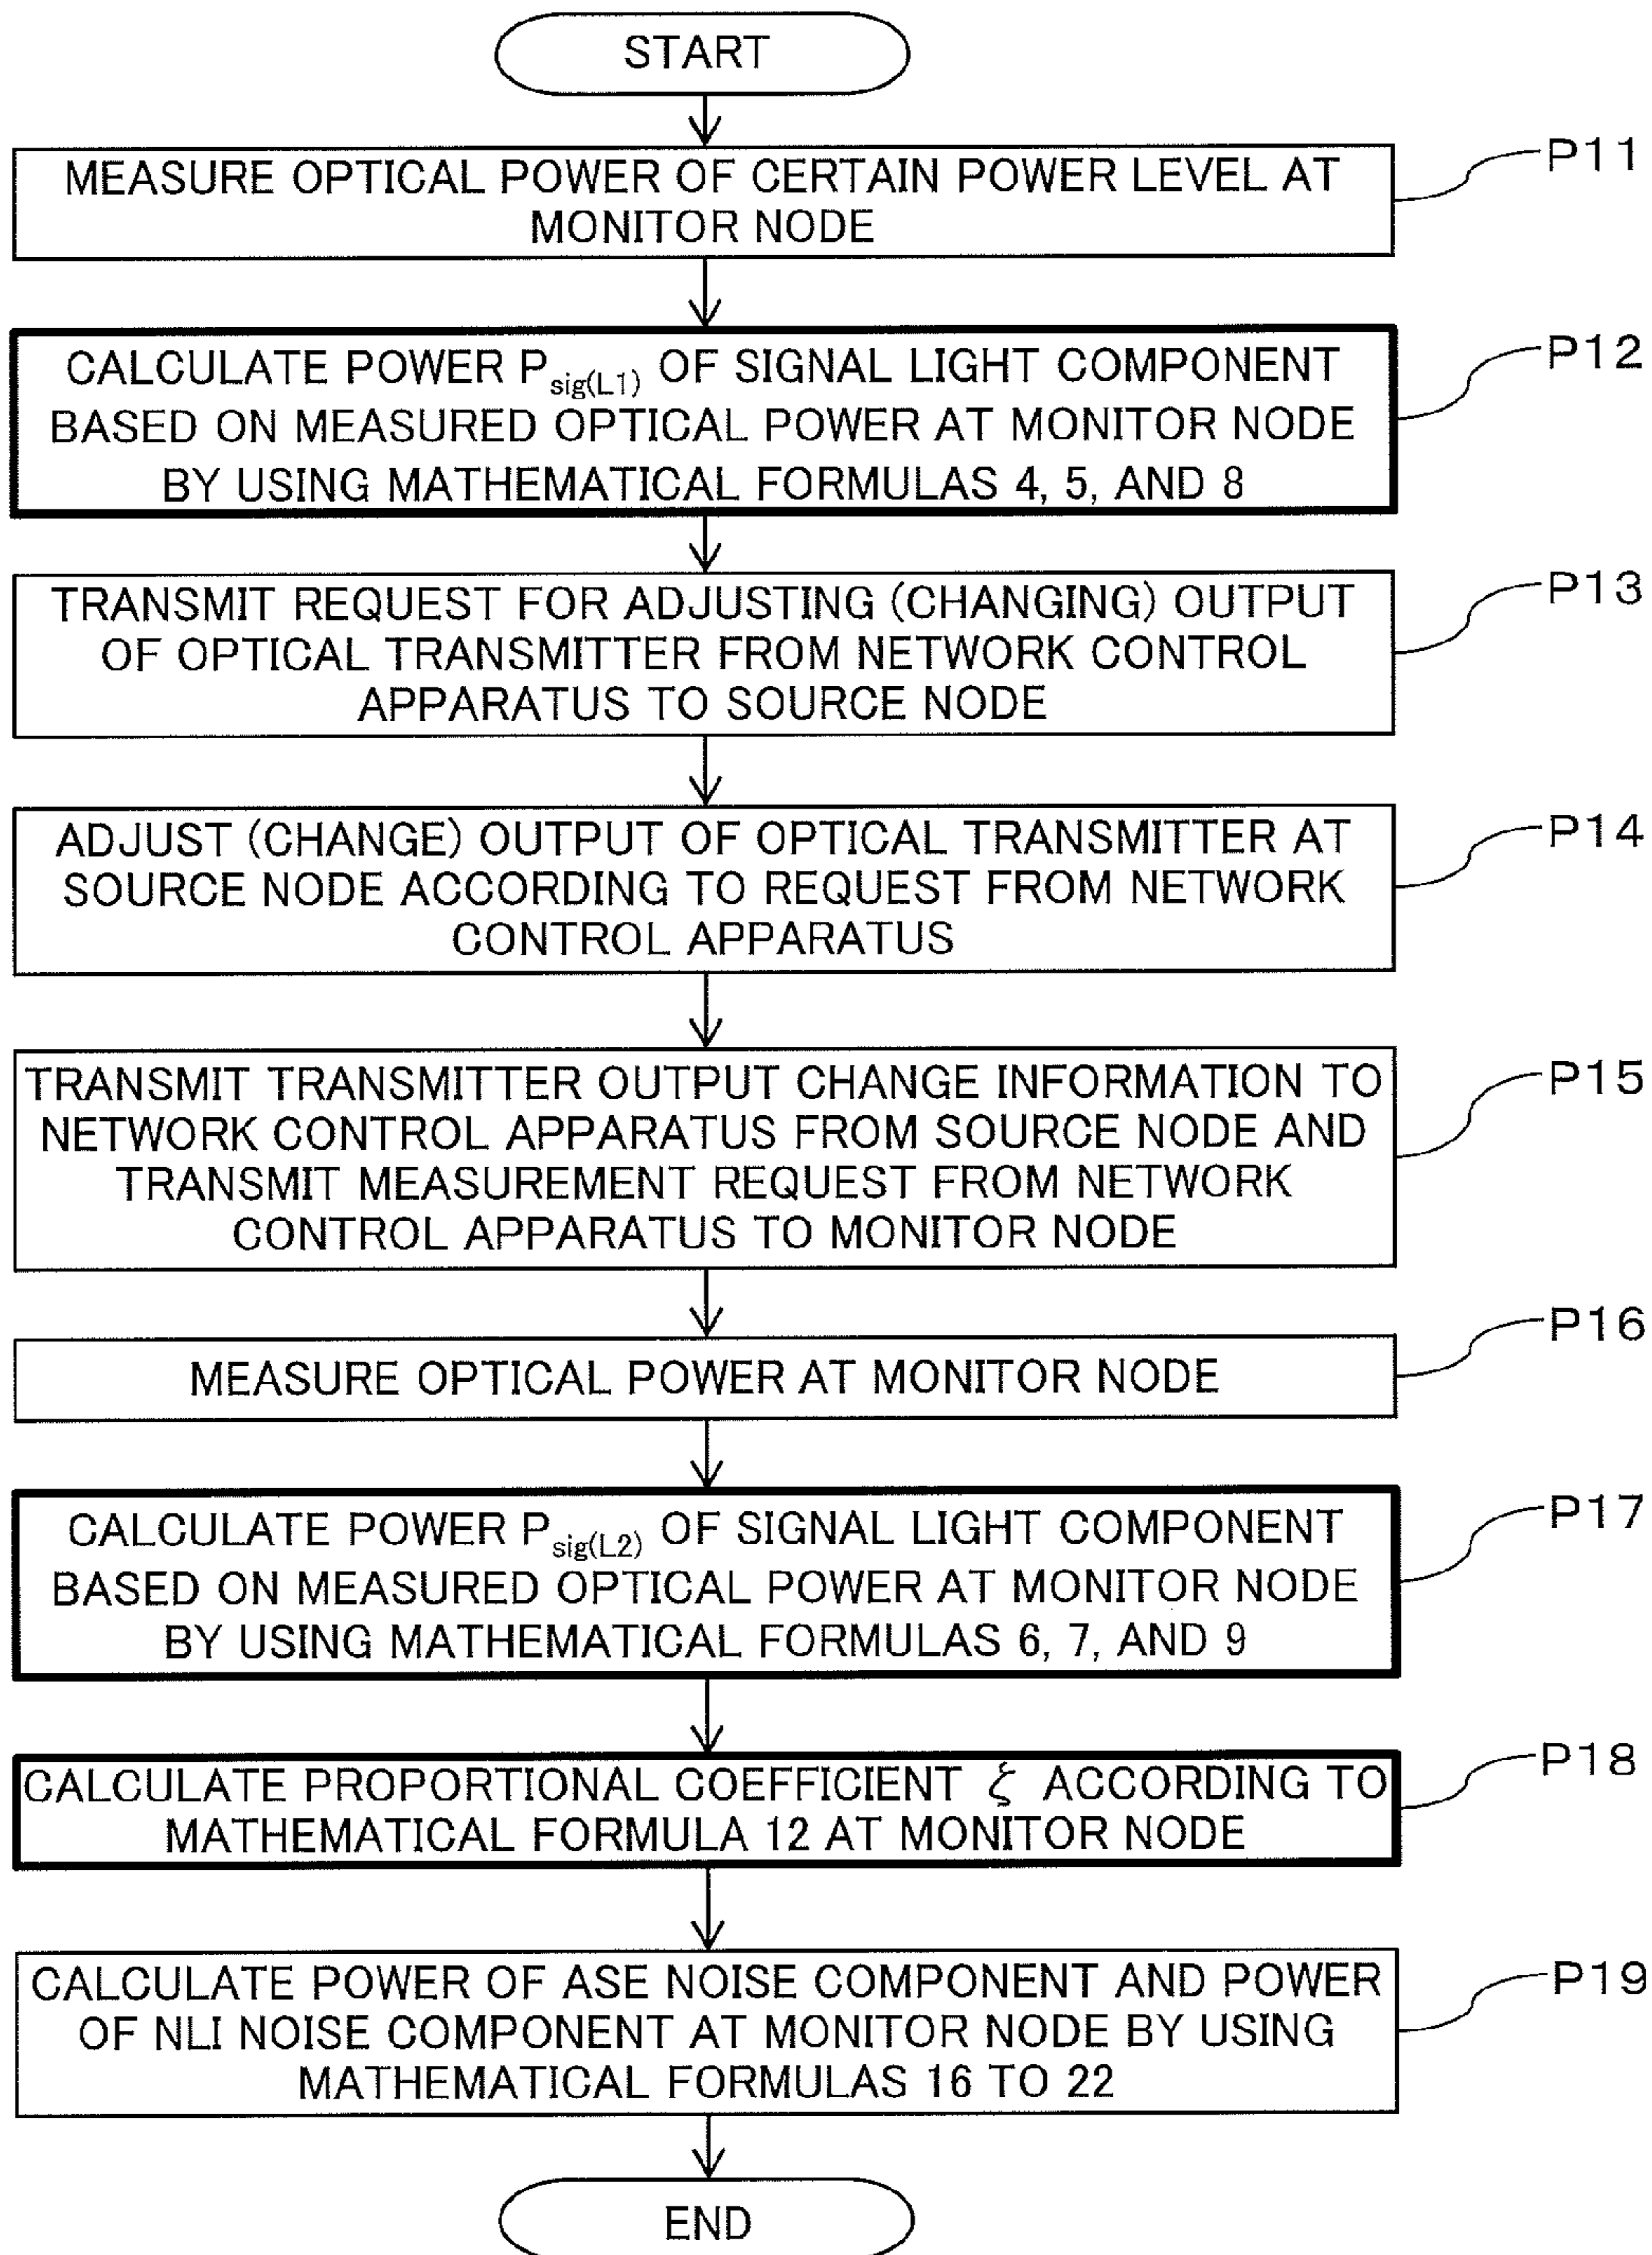 START
P11
MEASURE OPTICAL POWER OF CERTAIN POWER LEVEL AT
MONITOR NODE
P12
CALCULATE POWER Psig(L1) OF SIGNAL LIGHT COMPONENT
BASED ON MEASURED OPTICAL POWER AT MONITOR NODE
BY USING MATHEMATICAL FORMULAS 4, 5, AND 8
P13
TRANSMIT REQUEST FOR ADJUSTING (CHANGING) OUTPUT
OF OPTICAL TRANSMITTER FROM NETWORK CONTROL
APPARATUS TO SOURCE NODE
P14
ADJUST (CHANGE) OUTPUT OF OPTICAL TRANSMITTER AT
SOURCE NODE ACCORDING TO REQUEST FROM NETWORK
CONTROL APPARATUS
P15
TRANSMIT TRANSMITTER OUTPUT CHANGE INFORMATION TO
NETWORK CONTROL APPARATUS FROM SOURCE NODE AND
TRANSMIT MEASUREMENT REQUEST FROM NETWORK
CONTROL APPARATUS TO MONITOR NODE
P16
MEASURE OPTICAL POWER AT MONITOR NODE
P17
CALCULATE POWER Psig(L2) OF SIGNAL LIGHT COMPONENT
BASED ON MEASURED OPTICAL POWER AT MONITOR NODE
BY USING MATHEMATICAL FORMULAS 6, 7, AND 9
P18
CALCULATE PROPORTIONAL COEFFICIENT ξ ACCORDING TO
MATHEMATICAL FORMULA 12 AT MONITOR NODE
P19
CALCULATE POWER OF ASE NOISE COMPONENT AND POWER
OF NLI NOISE COMPONENT AT MONITOR NODE BY USING
MATHEMATICAL FORMULAS 16 TO 22
END